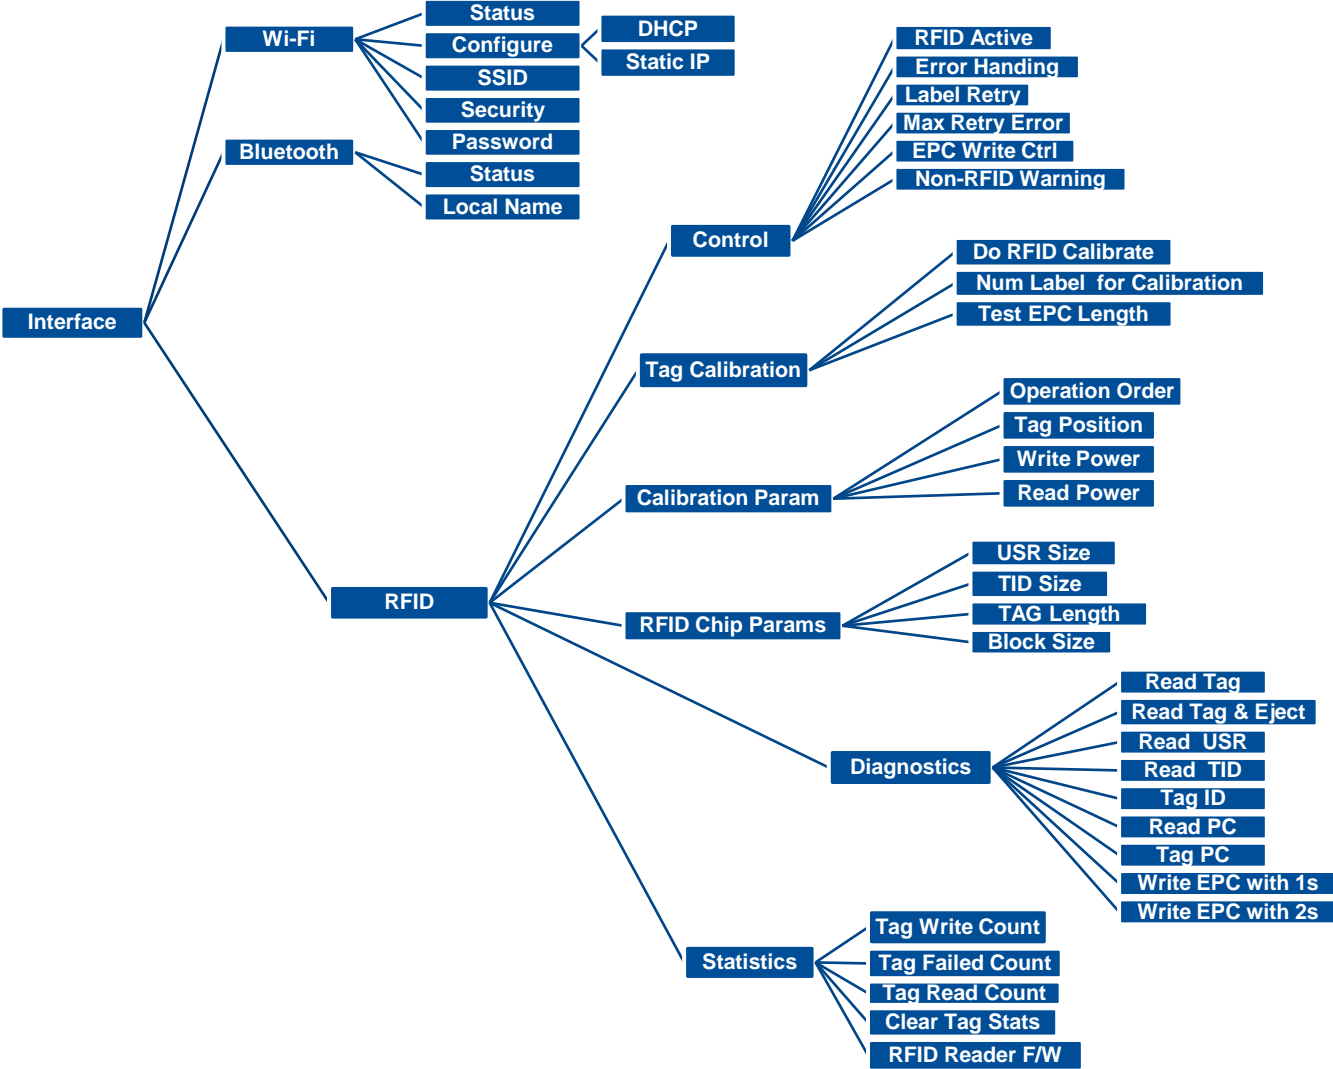 Interface
Wi-Fi
Status
Configure
DHCP
Static IP
SSID
Security
Password
Bluetooth
Status
Local Name
RFID
Control
RFID Active
Error Handing
Label Retry
Max Retry Error
EPC Write Ctrl
Non-RFID Warning
Tag Calibration
Do RFID Calibrate
Num Label for Calibration
Test EPC Length
Calibration Param
Operation Order
Tag Position
Write Power
Read Power
RFID Chip Params
USR Size
TID Size
TAG Length
Block Size
Diagnostics
Read Tag
Read Tag & Eject
Read USR
Read TID
Tag ID
Read PC
Tag PC
Write EPC with 1s
Write EPC with 2s
Statistics
Tag Write Count
Tag Failed Count
Tag Read Count
Clear Tag Stats
RFID Reader F/W